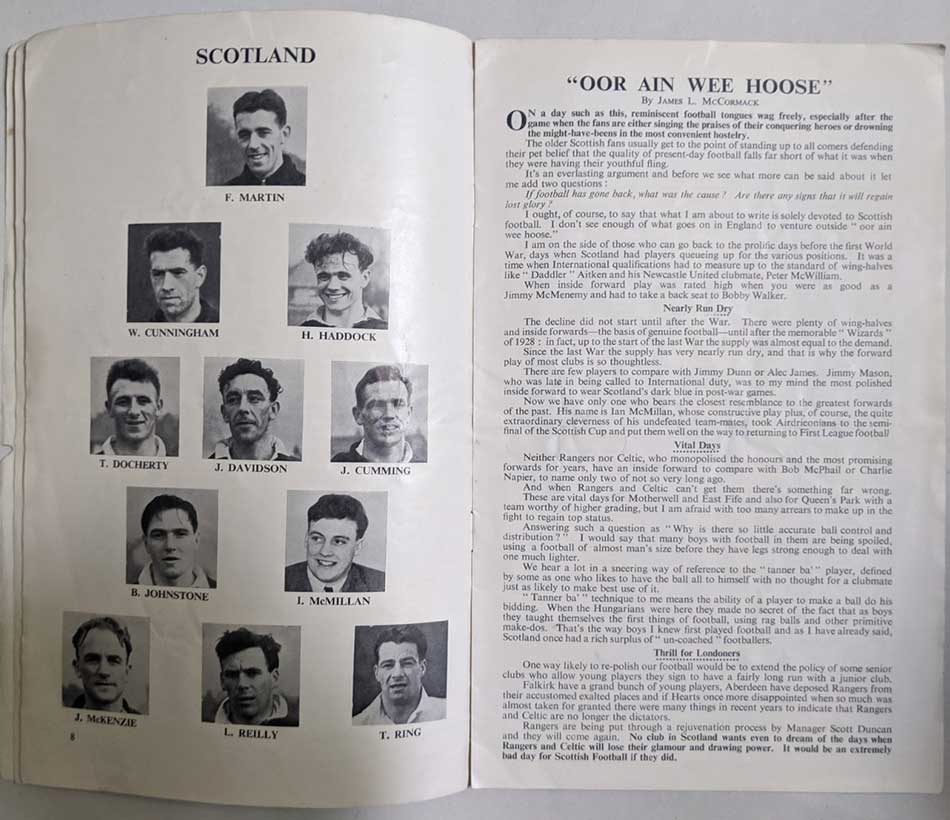 SCOTLAND
F. MARTIN
W. CUNNINGHAM
H. HADDOCK
T. DOCHERTY
J. DAVIDSON
J. CUMMING
B. JOHNSTONE
I. McMILLAN
J. McKENZIE
L. REILLY
T. RING
8
"OOR AIN WEE HOOSE"
By James L. McCormack
ON a day such as this, reminiscent football tongues wag freely, especially after the
game when the fans are either singing the praises of their conquering heroes or drowning
the might-have-beens in the most convenient hostelry.
The older Scottish fans usually get to the point of standing up to all comers defending
their pet belief that the quality of present-day football falls far short of what it was when
they were having their youthful fling.
It's an everlasting argument and before we see what more can be said about it let
me add two questions :
If football has gone back, what was the cause ? Are there any signs that it will regain
lost glory ?
I ought, of course, to say that what I am about to write is solely devoted to Scottish
football. I don't see enough of what goes on in England to venture outside " oor ain
wee hoose."
I am on the side of those who can go back to the prolific days before the first World
War, days when Scotland had players queueing up for the various positions. It was a
time when International qualifications had to measure up to the standard of wing-halves
like " Daddler " Aitken and his Newcastle United clubmate, Peter McWilliam.
When inside forward play was rated high when you were as good as a
Jimmy McMenemy and had to take a back seat to Bobby Walker.
Nearly Run Dry
The decline did not start until after the War. There were plenty of wing-halves
and inside forwards—the basis of genuine football—until after the memorable " Wizards "
of 1928 : in fact, up to the start of the last War the supply was almost equal to the demand.
Since the last War the supply has very nearly run dry, and that is why the forward
play of most clubs is so thoughtless.
There are few players to compare with Jimmy Dunn or Alec James. Jimmy Mason,
who was late in being called to International duty, was to my mind the most polished
inside forward to wear Scotland's dark blue in post-war games.
Now we have only one who bears the closest resemblance to the greatest forwards
of the past. His name is Ian McMillan, whose constructive play plus, of course, the quite
extraordinary cleverness of his undefeated team-mates, took Airdrieonians to the semi-
final of the Scottish Cup and put them well on the way to returning to First League football
Vital Days
Neither Rangers nor Celtic, who monopolised the honours and the most promising
forwards for years, have an inside forward to compare with Bob McPhail or Charlie
Napier, to name only two of not so very long ago.
And when Rangers and Celtic can't get them there's something far wrong.
These are vital days for Motherwell and East Fife and also for Queen's Park with a
team worthy of higher grading, but I am afraid with too many arrears to make up in the
fight to regain top status.
Answering such a question as " Why is there so little accurate ball control and
distribution ? " I would say that many boys with football in them are being spoiled,
using a football of almost man's size before they have legs strong enough to deal with
one much lighter.
We hear a lot in a sneering way of reference to the " tanner ba' " player, defined
by some as one who likes to have the ball all to himself with no thought for a clubmate
just as likely to make best use of it.
" Tanner ba' " technique to me means the ability of a player to make a ball do his
bidding. When the Hungarians were here they made no secret of the fact that as boys
they taught themselves the first things of football, using rag balls and other primitive
make-dos. That's the way boys I knew first played football and as I have already said,
Scotland once had a rich surplus of " un-coached " footballers.
Thrill for Londoners
One way likely to re-polish our football would be to extend the policy of some senior
clubs who allow young players they sign to have a fairly long run with a junior club.
Falkirk have a grand bunch of young players, Aberdeen have deposed Rangers from
their accustomed exalted places and if Hearts once more disappointed when so much was
almost taken for granted there were many things in recent years to indicate that Rangers
and Celtic are no longer the dictators.
Rangers are being put through a rejuvenation process by Manager Scott Duncan
and they will come again. No club in Scotland wants even to dream of the days when
Rangers and Celtic will lose their glamour and drawing power. It would be an extremely
bad day for Scottish Football if they did.